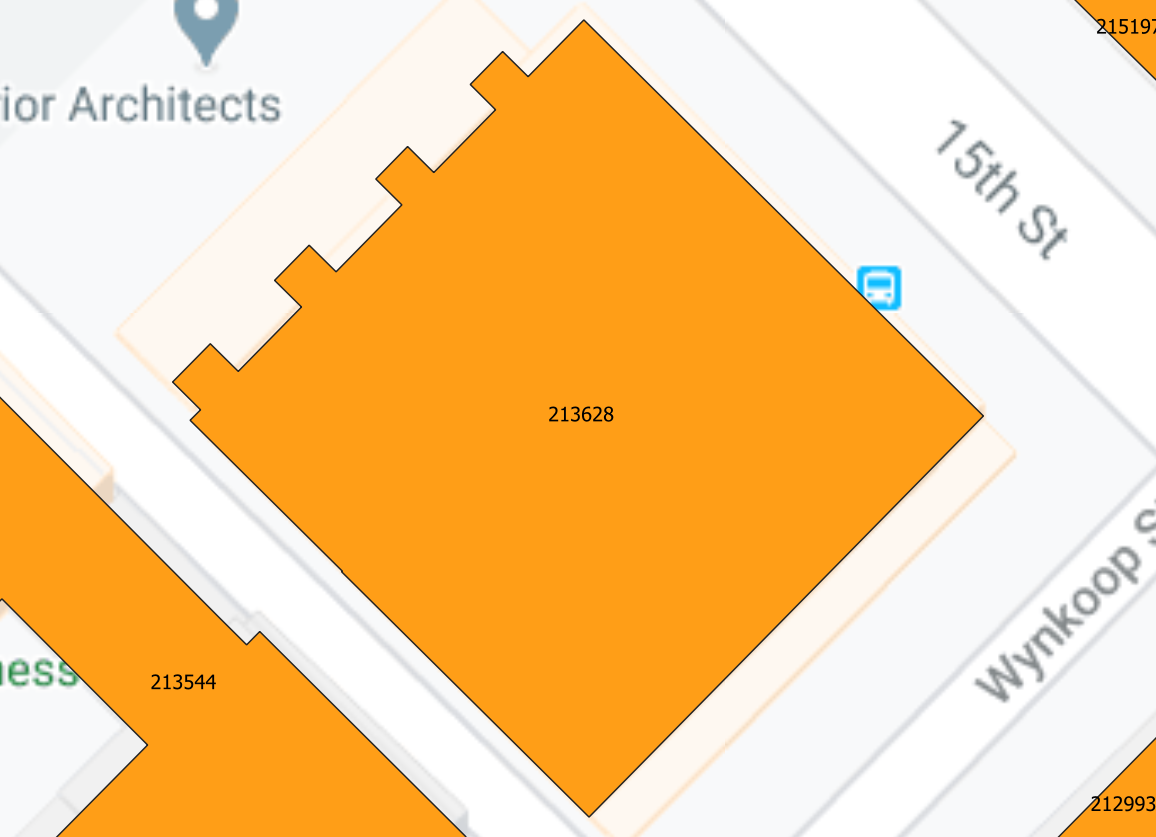 215197
ior Architects
15th St
213628
Wynkoop S
ness
213544
212993